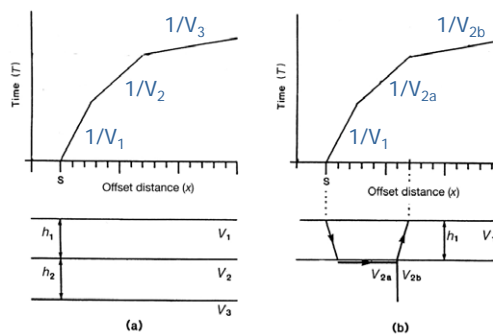 1/V3
1/V2
1/V1
Time (T)
S
Offset distance (x)
h1
V1
h2
V2
V3
(a)
1/V2b
1/V2a
1/V1
Time (T)
S
Offset distance (x)
h1
V2a
V2b
(b)